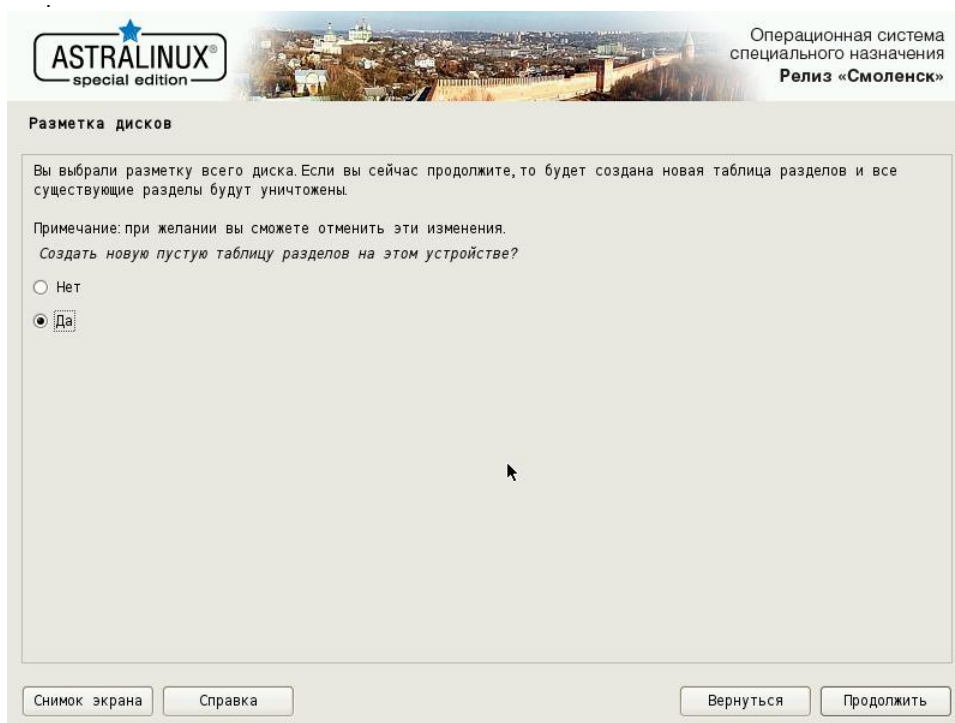 ASTRALINUX®
special edition
Операционная система
специального назначения
Релиз «Смоленск»
Разметка дисков
Вы выбрали разметку всего диска. Если вы сейчас продолжите, то будет создана новая таблица разделов и все
существующие разделы будут уничтожены.
Примечание: при желании вы сможете отменить эти изменения.
Создать новую пустую таблицу разделов на этом устройстве?
Нет
Да
Снимок экрана
Справка
Вернуться
Продолжить